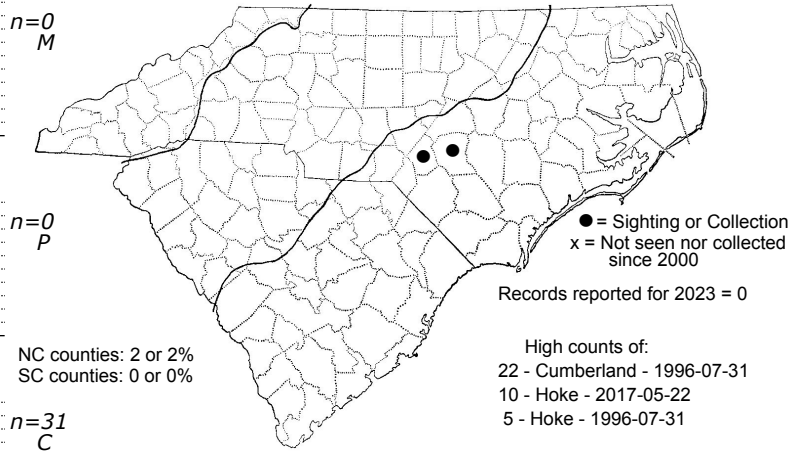 n=0
M
n=0
P
● = Sighting or Collection
x = Not seen nor collected
since 2000
Records reported for 2023 = 0
NC counties: 2 or 2%
SC counties: 0 or 0%
High counts of:
22 - Cumberland - 1996-07-31
10 - Hoke - 2017-05-22
5 - Hoke - 1996-07-31
n=31
C